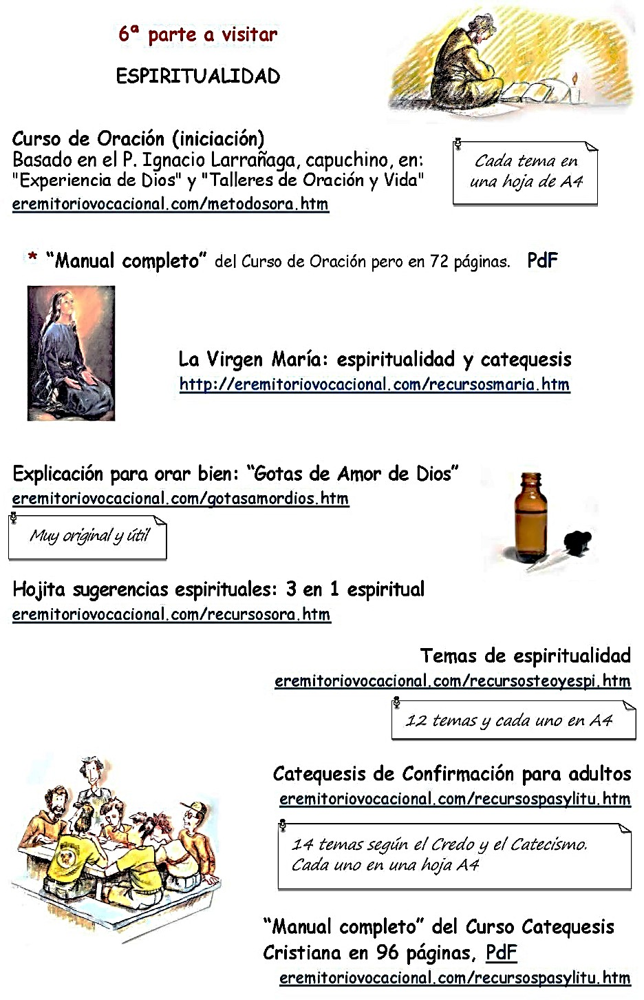 6ª parte a visitar
ESPIRITUALIDAD
Curso de Oración (iniciación)
Basado en el P. Ignacio Larrañaga, capuchino, en:
"Experiencia de Dios" y "Talleres de Oración y Vida"
eremitoriovocacional.com/metodosora.htm
Cada tema en
una hoja de A4
* “Manual completo” del Curso de Oración pero en 72 páginas. PdF
La Virgen María: espiritualidad y catequesis
http://eremitoriovocacional.com/recursosmaria.htm
Explicación para orar bien: “Gotas de Amor de Dios”
eremitoriovocacional.com/gotasamordios.htm
Muy original y útil
Hojita sugerencias espirituales: 3 en 1 espiritual
eremitoriovocacional.com/recursosora.htm
Temas de espiritualidad
eremitoriovocacional.com/recursosteoyespi.htm
12 temas y cada uno en A4
Catequesis de Confirmación para adultos
eremitoriovocacional.com/recursospasylitu.htm
14 temas según el Credo y el Catecismo.
Cada uno en una hoja A4
“Manual completo” del Curso Catequesis
Cristiana en 96 páginas, PdF
eremitoriovocacional.com/recursospasylitu.htm